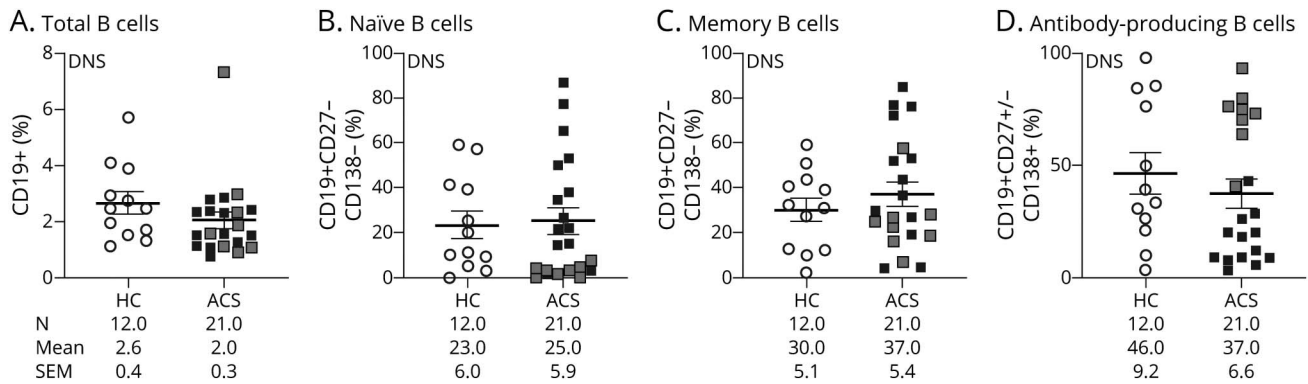 A. Total B cells
DNS
CD19+ (%)
8
6
4
2
0
HC ACS
N 12.0 21.0
Mean 2.6 2.0
SEM 0.4 0.3
B. Naïve B cells
DNS
CD19+CD27–
CD138– (%)
100
80
60
40
20
0
HC ACS
12.0 21.0
23.0 25.0
6.0 5.9
C. Memory B cells
CD19+CD27–
CD138– (%)
100
80
60
40
20
0
HC ACS
12.0 21.0
30.0 37.0
5.1 5.4
D. Antibody-producing B cells
DNS
CD19+CD27+/–
CD138+ (%)
100
50
0
HC ACS
12.0 21.0
46.0 37.0
9.2 6.6